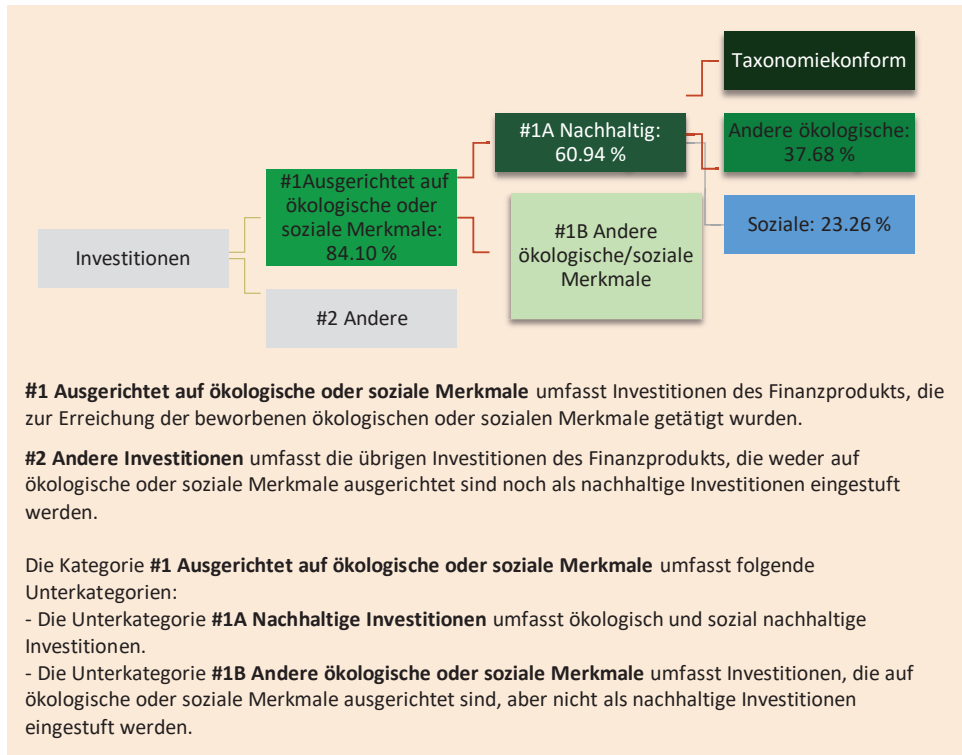 Taxonomiekonform
#1A Nachhaltig:
60.94 %
Andere ökologische:
37.68 %
#1Ausgerichtet auf
ökologische oder
soziale Merkmale:
84.10 %
Soziale: 23.26 %
#1B Andere
ökologische/soziale
Merkmale
Investitionen
#2 Andere
#1 Ausgerichtet auf ökologische oder soziale Merkmale umfasst Investitionen des Finanzprodukts, die
zur Erreichung der beworbenen ökologischen oder sozialen Merkmale getätigt wurden.
#2 Andere Investitionen umfasst die übrigen Investitionen des Finanzprodukts, die weder auf
ökologische oder soziale Merkmale ausgerichtet sind noch als nachhaltige Investitionen eingestuft
werden.
Die Kategorie #1 Ausgerichtet auf ökologische oder soziale Merkmale umfasst folgende
Unterkategorien:
- Die Unterkategorie #1A Nachhaltige Investitionen umfasst ökologisch und sozial nachhaltige
Investitionen.
- Die Unterkategorie #1B Andere ökologische oder soziale Merkmale umfasst Investitionen, die auf
ökologische oder soziale Merkmale ausgerichtet sind, aber nicht als nachhaltige Investitionen
eingestuft werden.